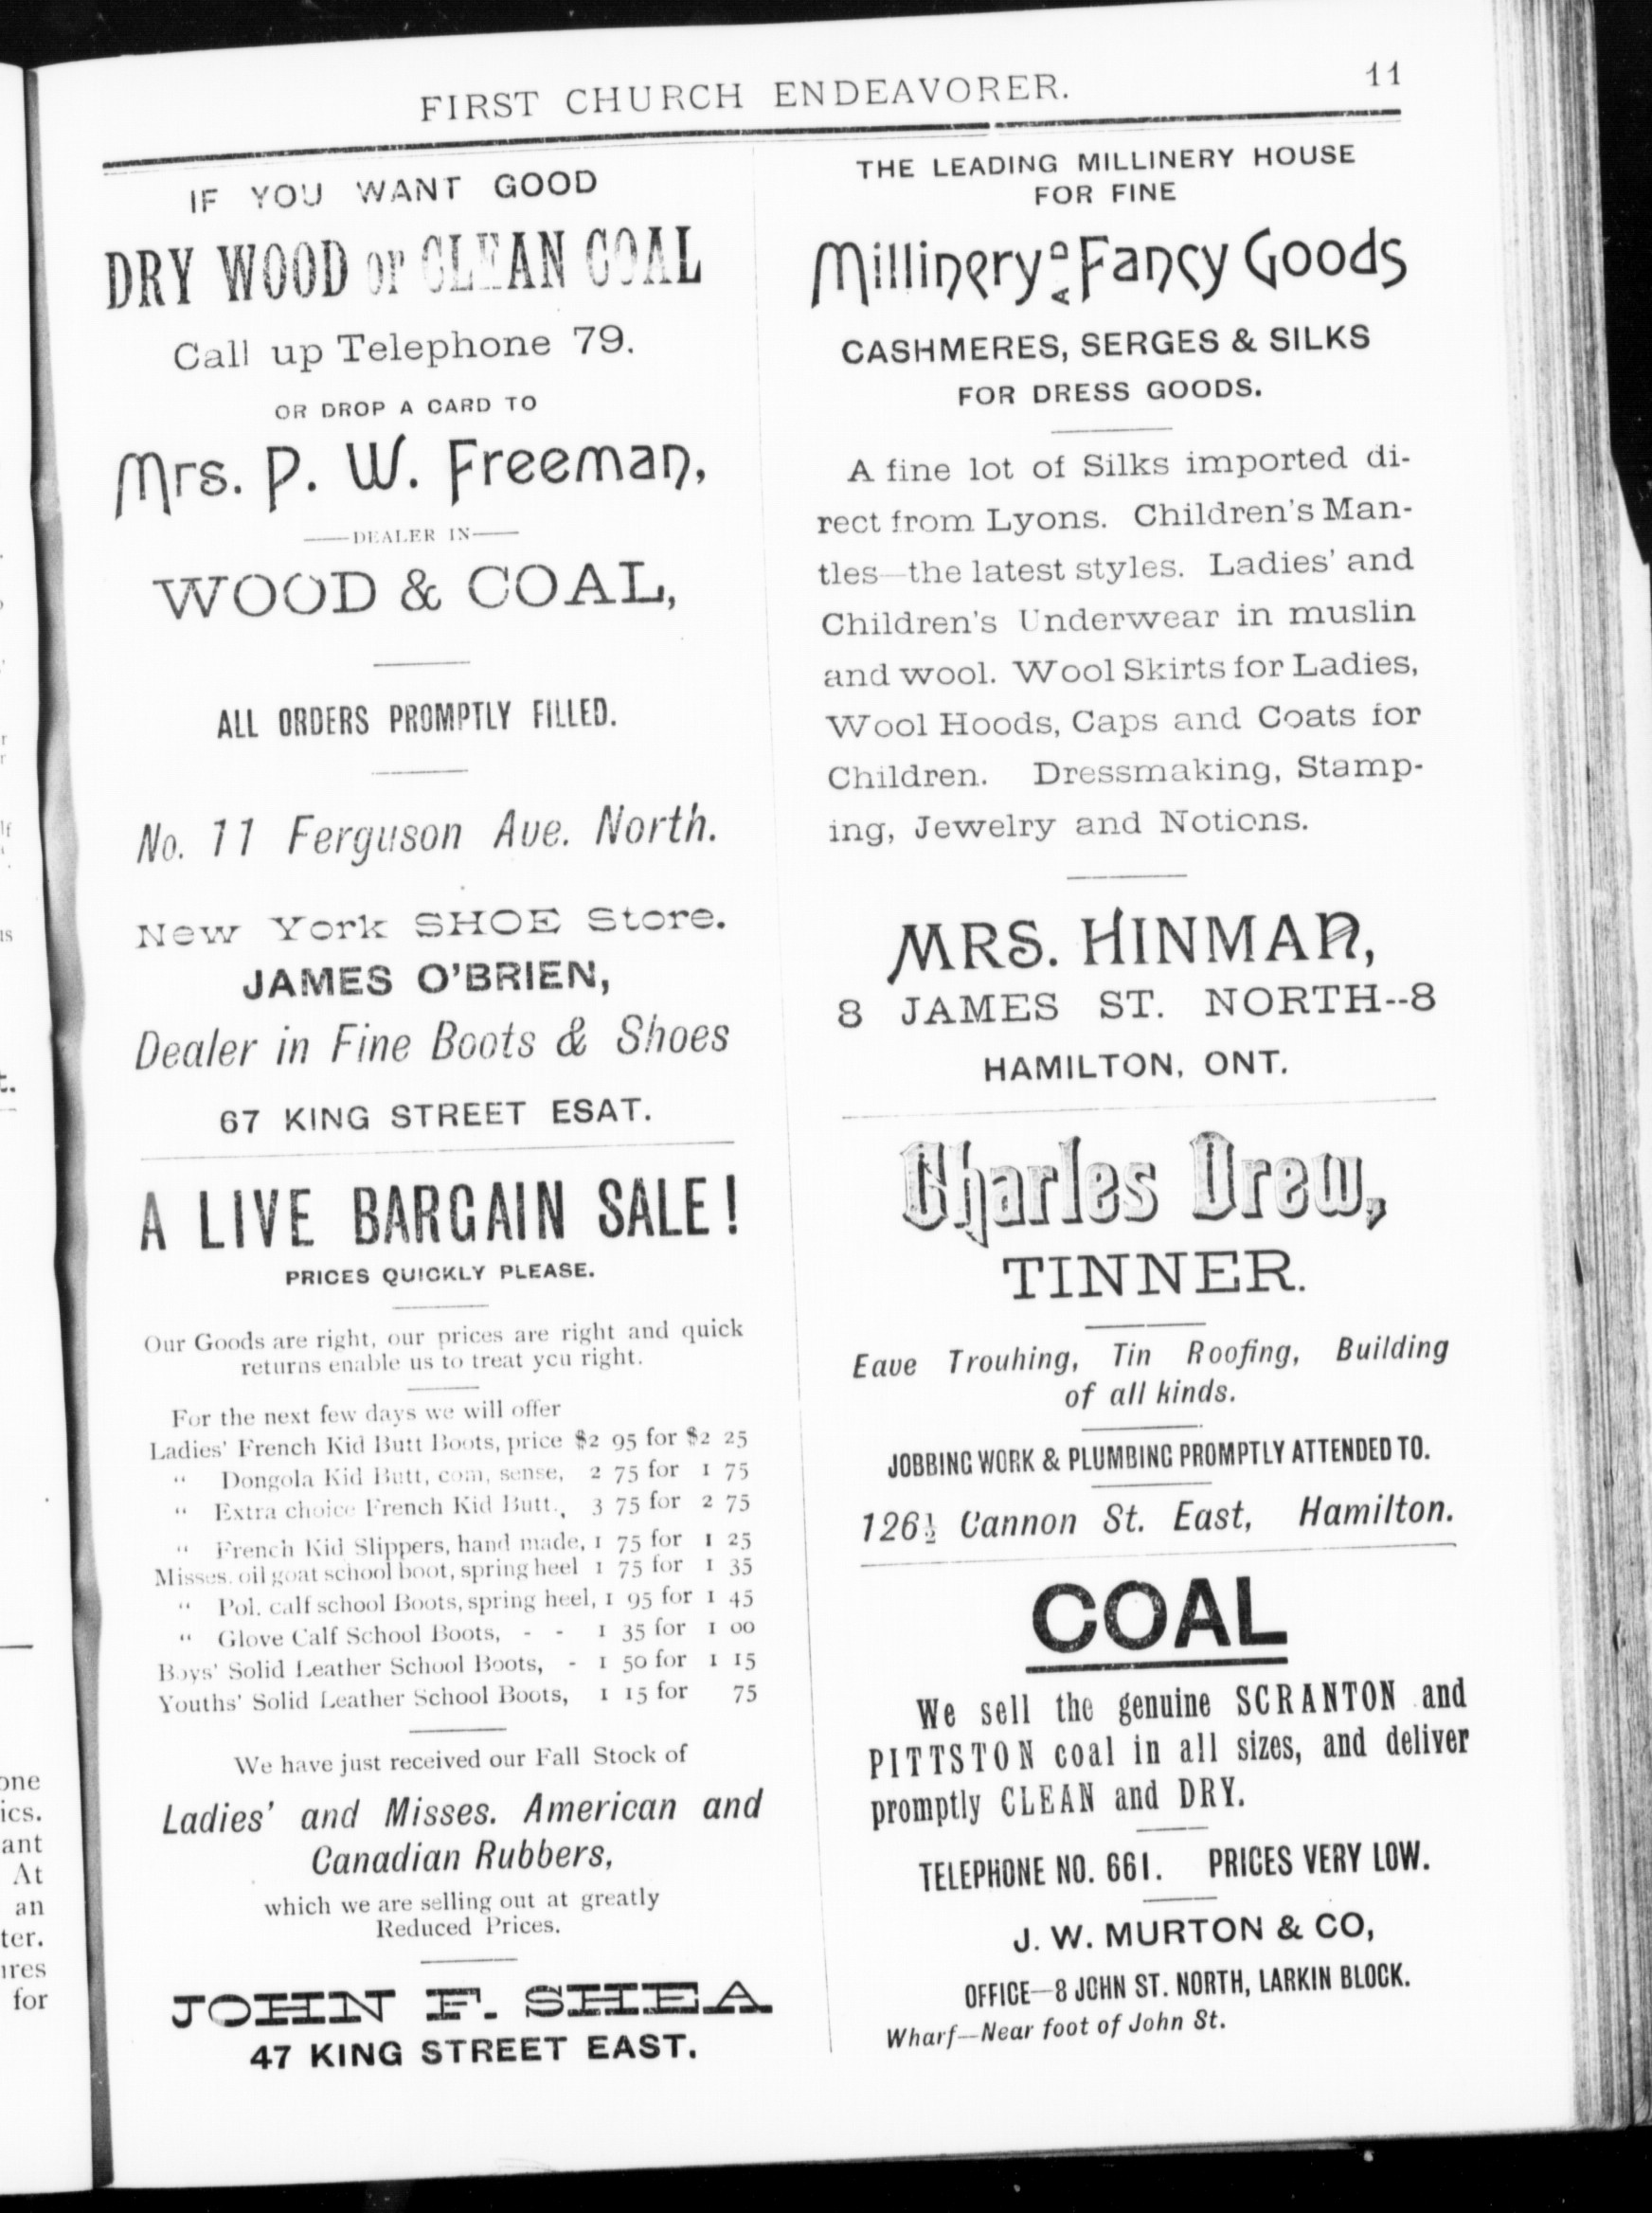 FIRST CHURCH ENDEAVORER.
11
IF YOU WANT GOOD
DRY WOOD or CLEAN COAL
Call up Telephone 79.
OR DROP A CARD TO
Mrs. P. W. Freeman,
—DEALER IN—
WOOD & COAL,
ALL ORDERS PROMPTLY FILLED.
No. 11 Ferguson Ave. North.
New York SHOE Store.
JAMES O'BRIEN,
Dealer in Fine Boots & Shoes
67 KING STREET ESAT.
A LIVE BARGAIN SALE!
PRICES QUICKLY PLEASE.
Our Goods are right, our prices are right and quick
returns enable us to treat you right.
For the next few days we will offer
Ladies' French Kid Butt Boots, price $2 95 for $2 25
" Dongola Kid Butt, com, sense, 2 75 for 1 75
" Extra choice French Kid Butt., 3 75 for 2 75
" French Kid Slippers, hand made, 1 75 for 1 25
Misses. oil goat school boot, spring heel 1 75 for 1 35
" Pol. calf school Boots, spring heel, 1 95 for 1 45
" Glove Calf School Boots, - - 1 35 for 1 00
Boys' Solid Leather School Boots, - 1 50 for 1 15
Youths' Solid Leather School Boots, 1 15 for 75
We have just received our Fall Stock of
Ladies' and Misses. American and
Canadian Rubbers,
which we are selling out at greatly
Reduced Prices.
JOHN F. SHEA
47 KING STREET EAST.
THE LEADING MILLINERY HOUSE
FOR FINE
Millinery and Fancy Goods
CASHMERES, SERGES & SILKS
FOR DRESS GOODS.
A fine lot of Silks imported di-
rect from Lyons. Children's Man-
tles—the latest styles. Ladies' and
Children's Underwear in muslin
and wool. Wool Skirts for Ladies,
Wool Hoods, Caps and Coats for
Children. Dressmaking, Stamp-
ing, Jewelry and Notions.
MRS. HINMAN,
8 JAMES ST. NORTH--8
HAMILTON, ONT.
Charles Drew,
TINNER.
Eave Trouhing, Tin Roofing, Building
of all kinds.
JOBBING WORK & PLUMBING PROMPTLY ATTENDED TO.
126½ Cannon St. East, Hamilton.
COAL
We sell the genuine SCRANTON and
PITTSTON coal in all sizes, and deliver
promptly CLEAN and DRY.
TELEPHONE NO. 661. PRICES VERY LOW.
J. W. MURTON & CO,
OFFICE—8 JOHN ST. NORTH, LARKIN BLOCK.
Wharf—Near foot of John St.